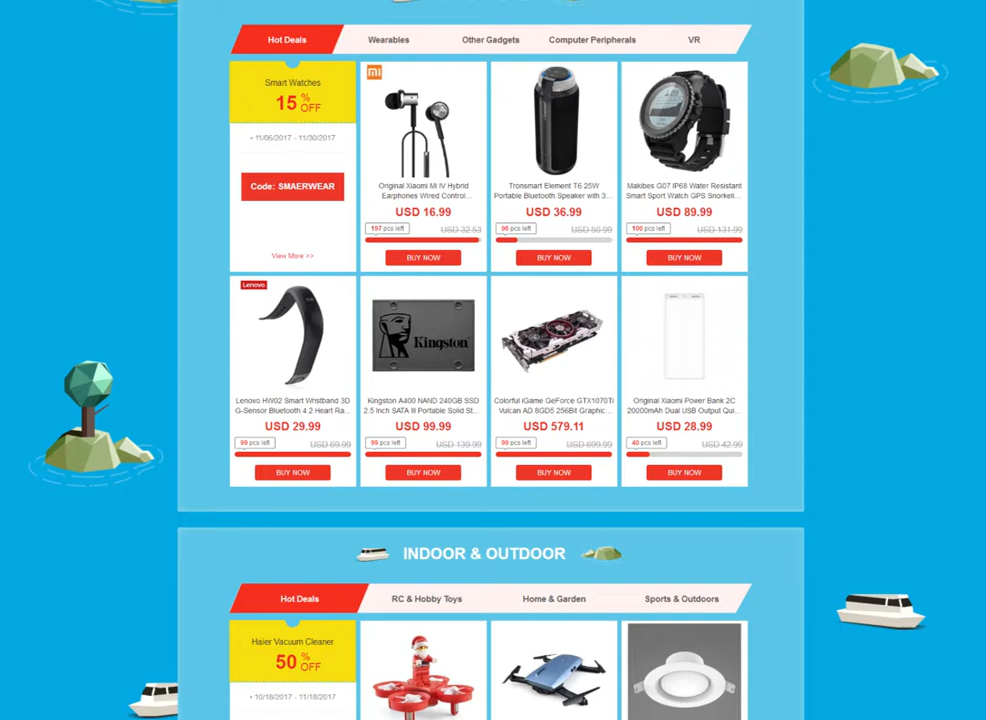 Hot Deals
Wearables
Other Gadgets
Computer Peripherals
VR
Smart Watches
15 % OFF
• 11/06/2017 - 11/30/2017
Code: SMAERWEAR
View More >>
mi
Original Xiaomi Mi IV Hybrid
Earphones Wired Control...
USD 16.99
197 pcs left
USD 32.53
BUY NOW
Tronsmart Element T6 25W
Portable Bluetooth Speaker with 3...
USD 36.99
96 pcs left
USD 50.99
BUY NOW
Makibes G07 IP68 Water Resistant
Smart Sport Watch GPS Snorkeli...
USD 89.99
100 pcs left
USD 131.99
BUY NOW
Lenovo
Lenovo HW02 Smart Wristband 3D
G-Sensor Bluetooth 4.2 Heart Ra...
USD 29.99
99 pcs left
USD 69.99
BUY NOW
Kingston
Kingston A400 NAND 240GB SSD
2.5 Inch SATA III Portable Solid St...
USD 99.99
99 pcs left
USD 139.99
BUY NOW
Colorful iGame GeForce GTX1070Ti
Vulcan AD 8GD5 256Bit Graphic...
USD 579.11
99 pcs left
USD 699.99
BUY NOW
Original Xiaomi Power Bank 2C
20000mAh Dual USB Output Qui...
USD 28.99
40 pcs left
USD 42.99
BUY NOW
INDOOR & OUTDOOR
Hot Deals
RC & Hobby Toys
Home & Garden
Sports & Outdoors
Haier Vacuum Cleaner
50 % OFF
• 10/18/2017 - 11/18/2017